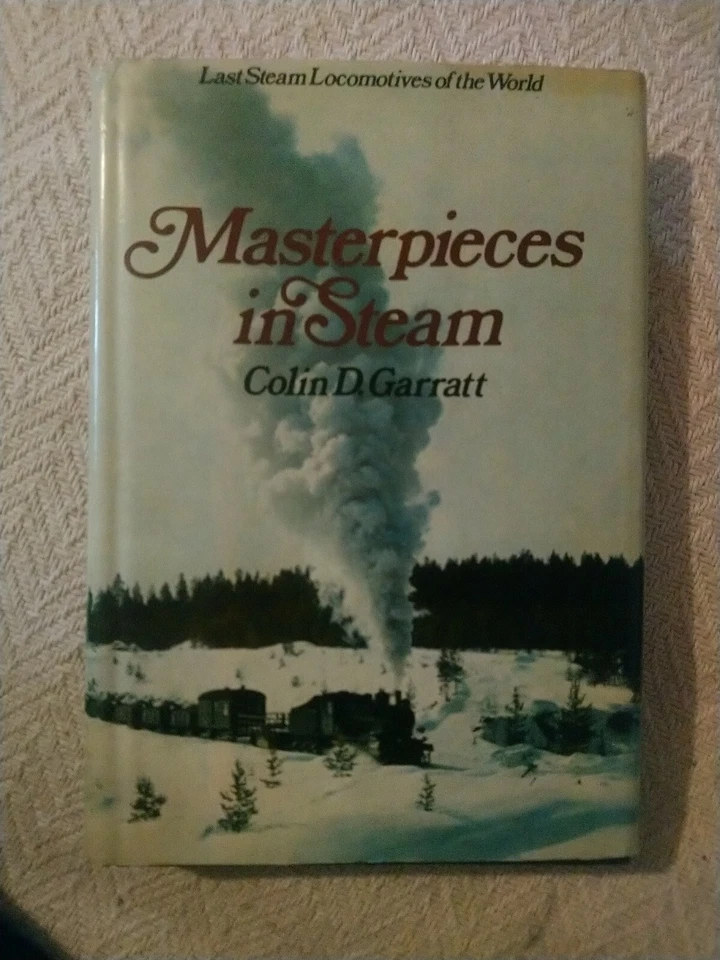 Last Steam Locomotives of the World
Masterpieces
in Steam
Colin D. Garratt